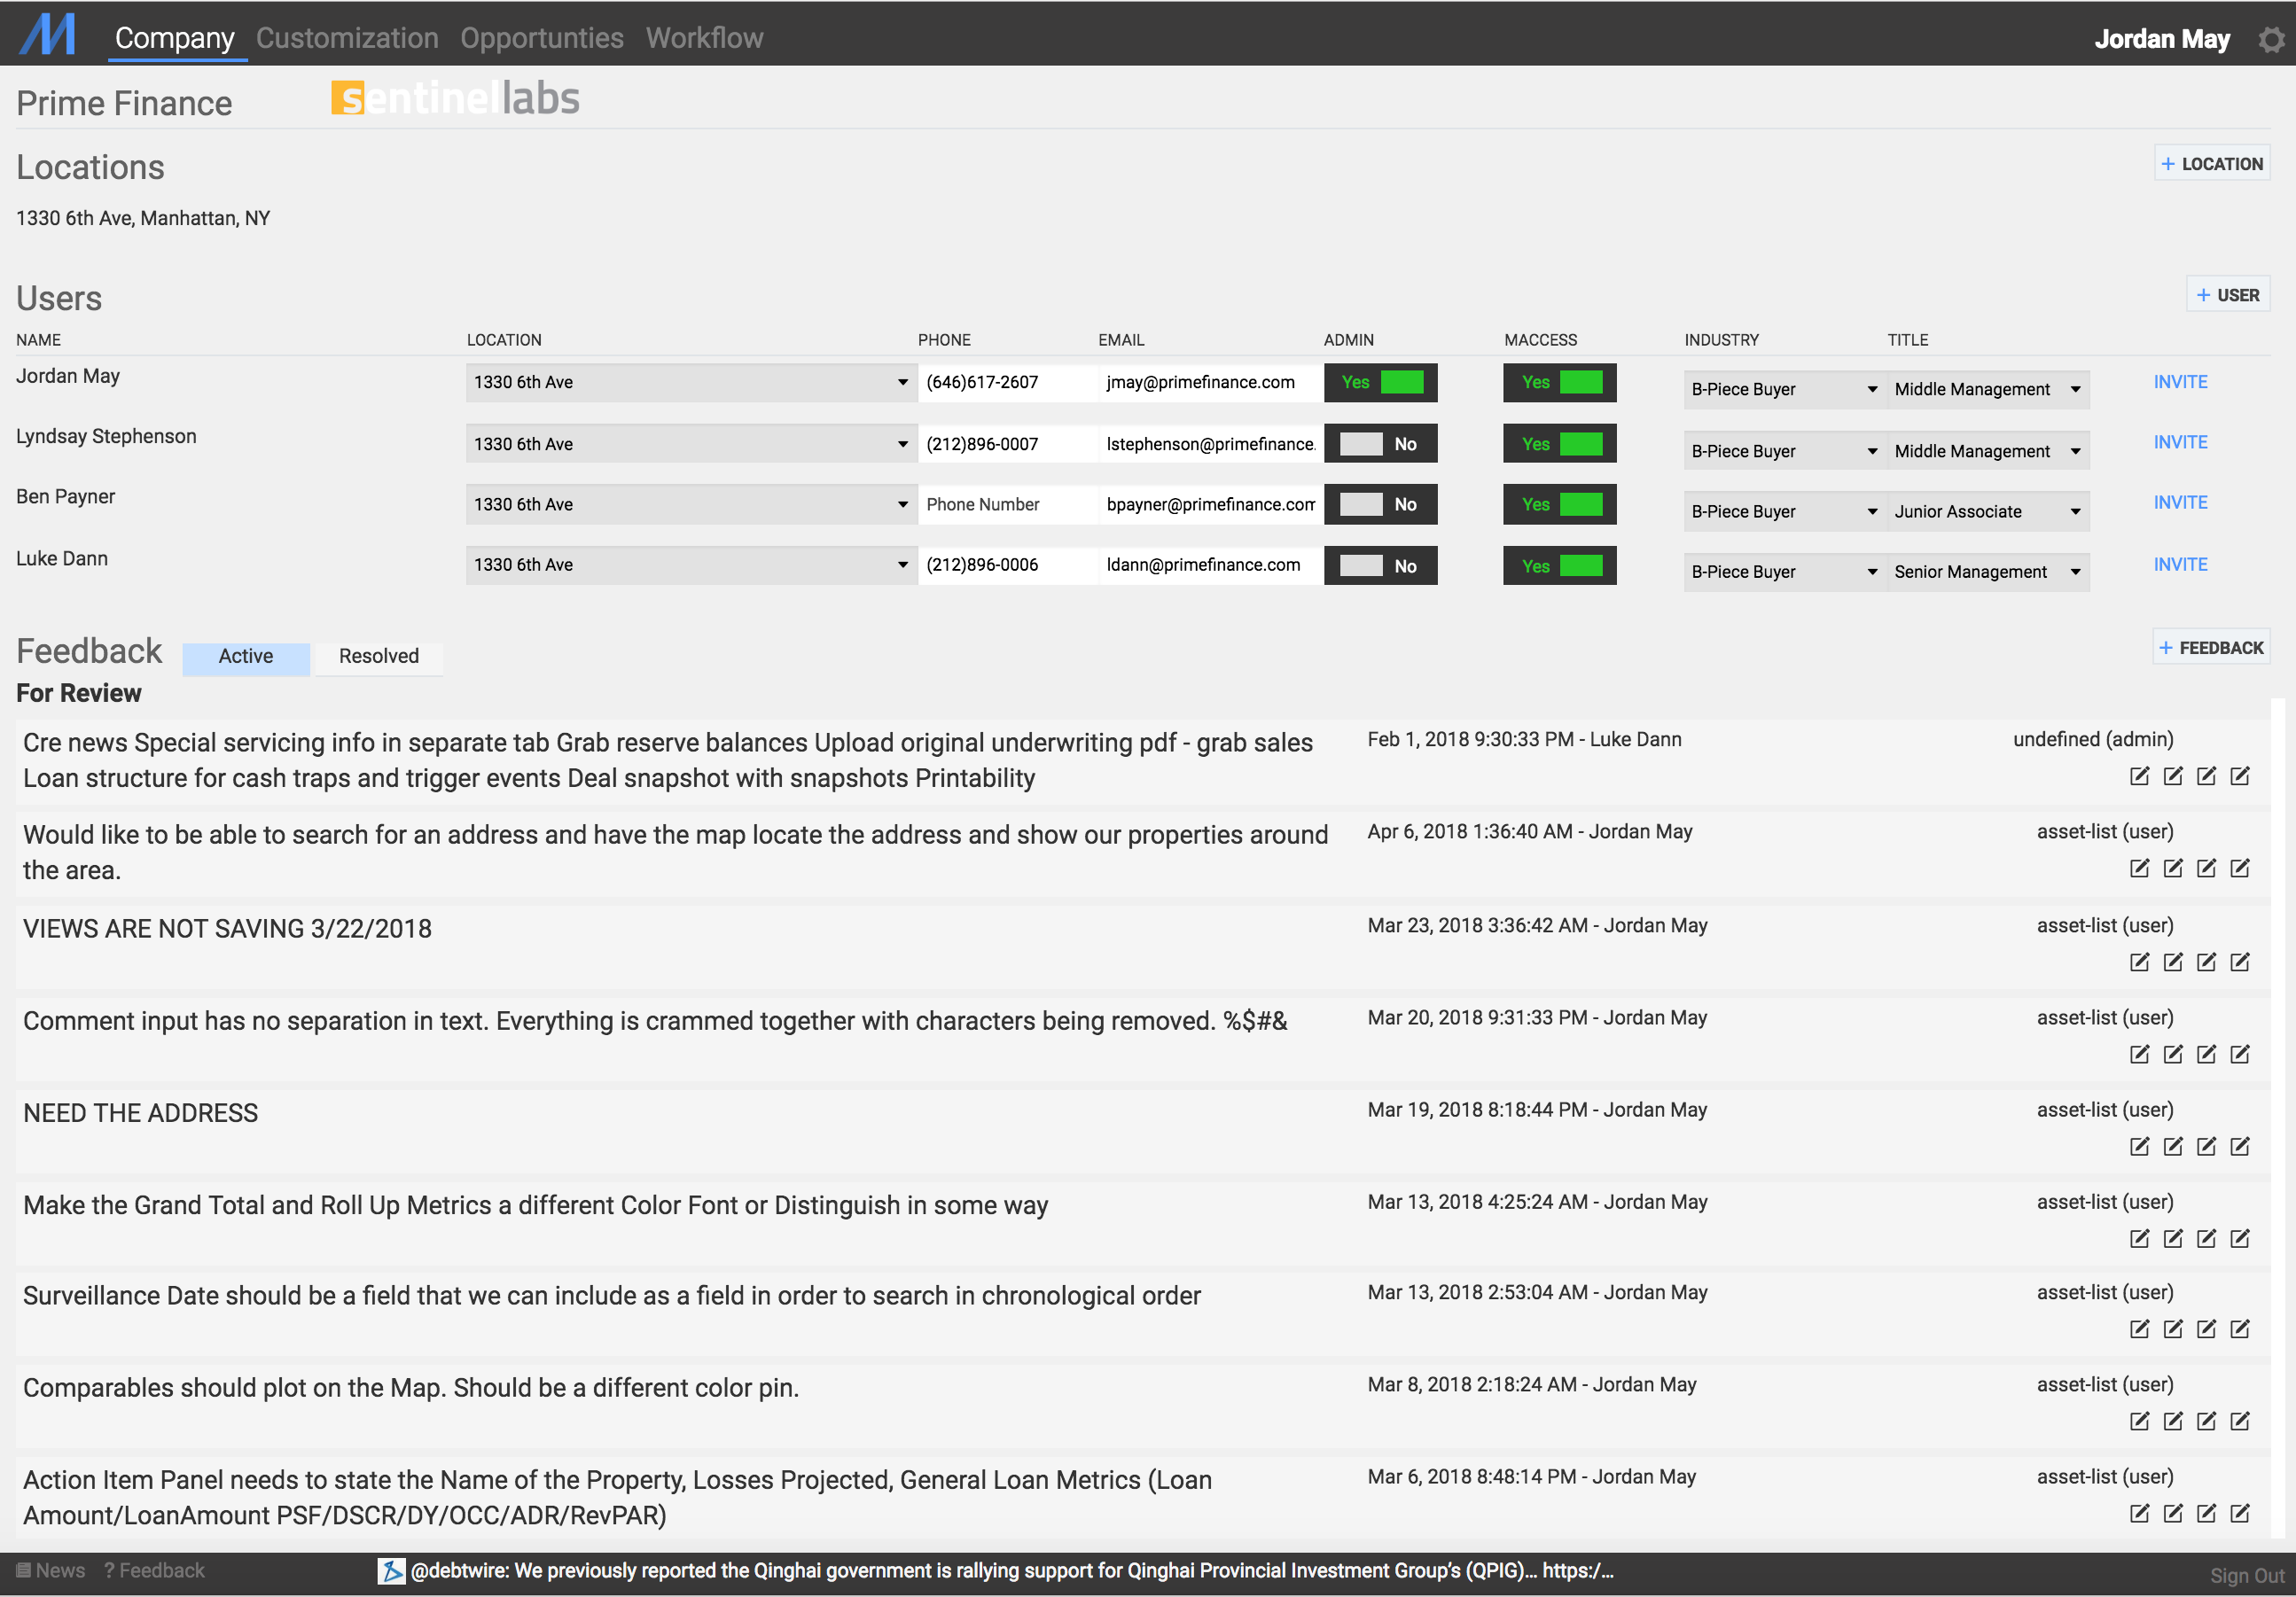 Company Customization Opportunties Workflow Jordan May
Prime Finance sentinellabs
Locations + LOCATION
1330 6th Ave, Manhattan, NY
Users + USER
NAME LOCATION PHONE EMAIL ADMIN MACCESS INDUSTRY TITLE
Jordan May 1330 6th Ave (646)617-2607 jmay@primefinance.com Yes Yes B-Piece Buyer Middle Management INVITE
Lyndsay Stephenson 1330 6th Ave (212)896-0007 lstephenson@primefinance. No Yes B-Piece Buyer Middle Management INVITE
Ben Payner 1330 6th Ave Phone Number bpayner@primefinance.com No Yes B-Piece Buyer Junior Associate INVITE
Luke Dann 1330 6th Ave (212)896-0006 ldann@primefinance.com No Yes B-Piece Buyer Senior Management INVITE
Feedback Active Resolved + FEEDBACK
For Review
Cre news Special servicing info in separate tab Grab reserve balances Upload original underwriting pdf - grab sales Feb 1, 2018 9:30:33 PM - Luke Dann undefined (admin)
Loan structure for cash traps and trigger events Deal snapshot with snapshots Printability
Would like to be able to search for an address and have the map locate the address and show our properties around Apr 6, 2018 1:36:40 AM - Jordan May asset-list (user)
the area.
VIEWS ARE NOT SAVING 3/22/2018 Mar 23, 2018 3:36:42 AM - Jordan May asset-list (user)
Comment input has no separation in text. Everything is crammed together with characters being removed. %$#& Mar 20, 2018 9:31:33 PM - Jordan May asset-list (user)
NEED THE ADDRESS Mar 19, 2018 8:18:44 PM - Jordan May asset-list (user)
Make the Grand Total and Roll Up Metrics a different Color Font or Distinguish in some way Mar 13, 2018 4:25:24 AM - Jordan May asset-list (user)
Surveillance Date should be a field that we can include as a field in order to search in chronological order Mar 13, 2018 2:53:04 AM - Jordan May asset-list (user)
Comparables should plot on the Map. Should be a different color pin. Mar 8, 2018 2:18:24 AM - Jordan May asset-list (user)
Action Item Panel needs to state the Name of the Property, Losses Projected, General Loan Metrics (Loan Mar 6, 2018 8:48:14 PM - Jordan May asset-list (user)
Amount/LoanAmount PSF/DSCR/DY/OCC/ADR/RevPAR)
News ? Feedback @debtwire: We previously reported the Qinghai government is rallying support for Qinghai Provincial Investment Group’s (QPIG)... https:/... Sign Out